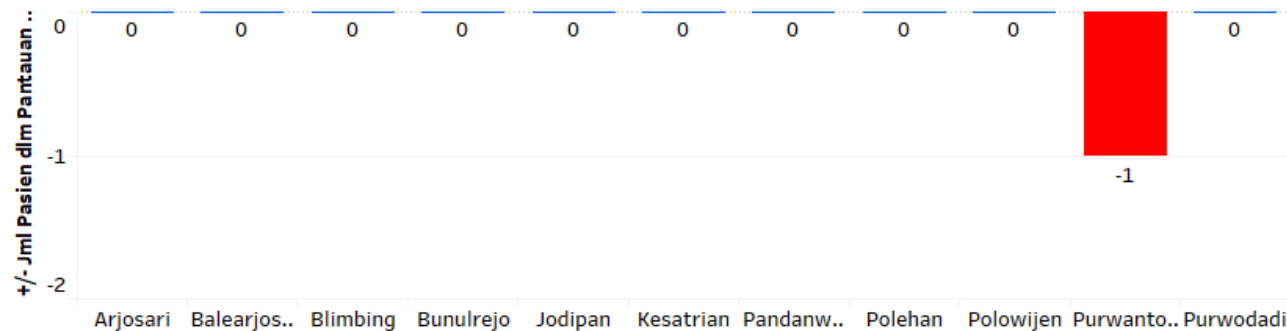 +/- Jml Pasien dlm Pantauan ..
0
-1
-2
0 0 0 0 0 0 0 0 0 -1 0
Arjosari Balearjos.. Blimbing Bunulrejo Jodipan Kesatrian Pandanw.. Polehan Polowijen Purwanto.. Purwodadi